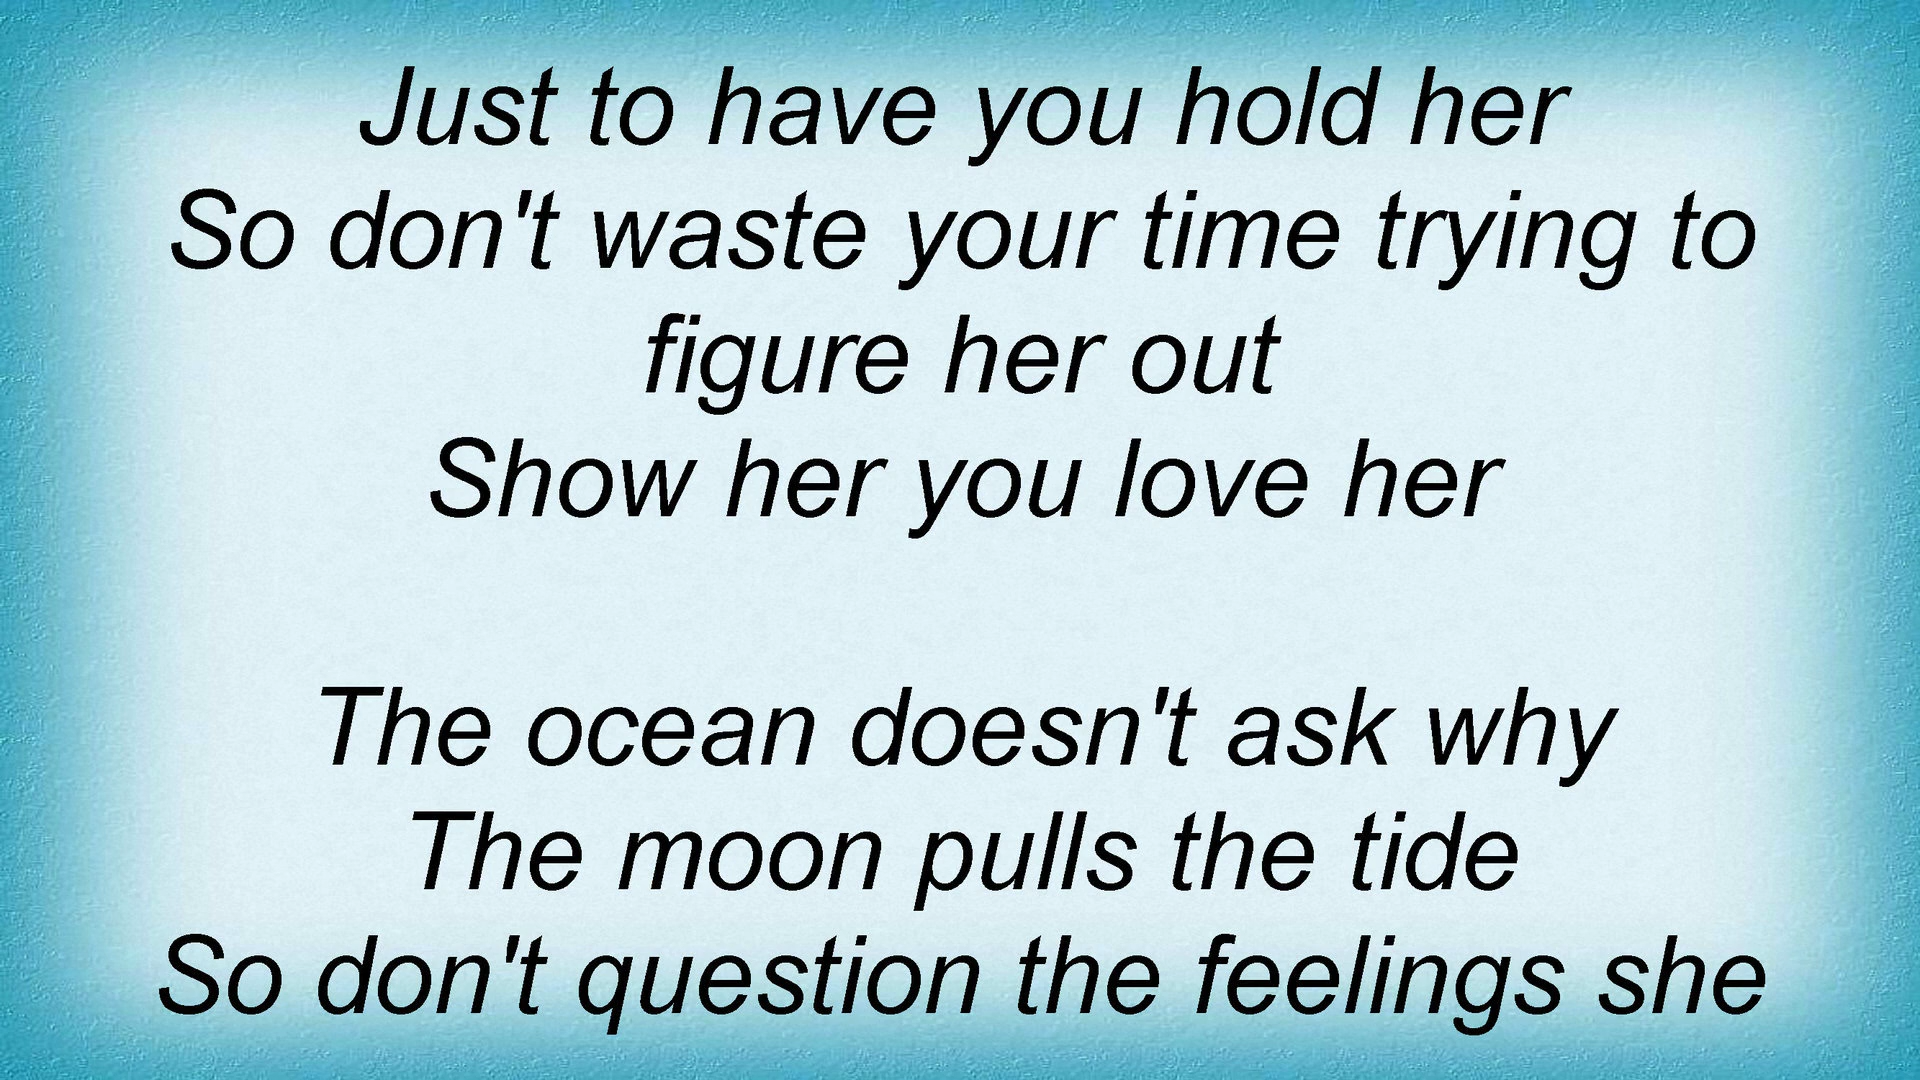 Just to have you hold her
So don't waste your time trying to
figure her out
Show her you love her
The ocean doesn't ask why
The moon pulls the tide
So don't question the feelings she